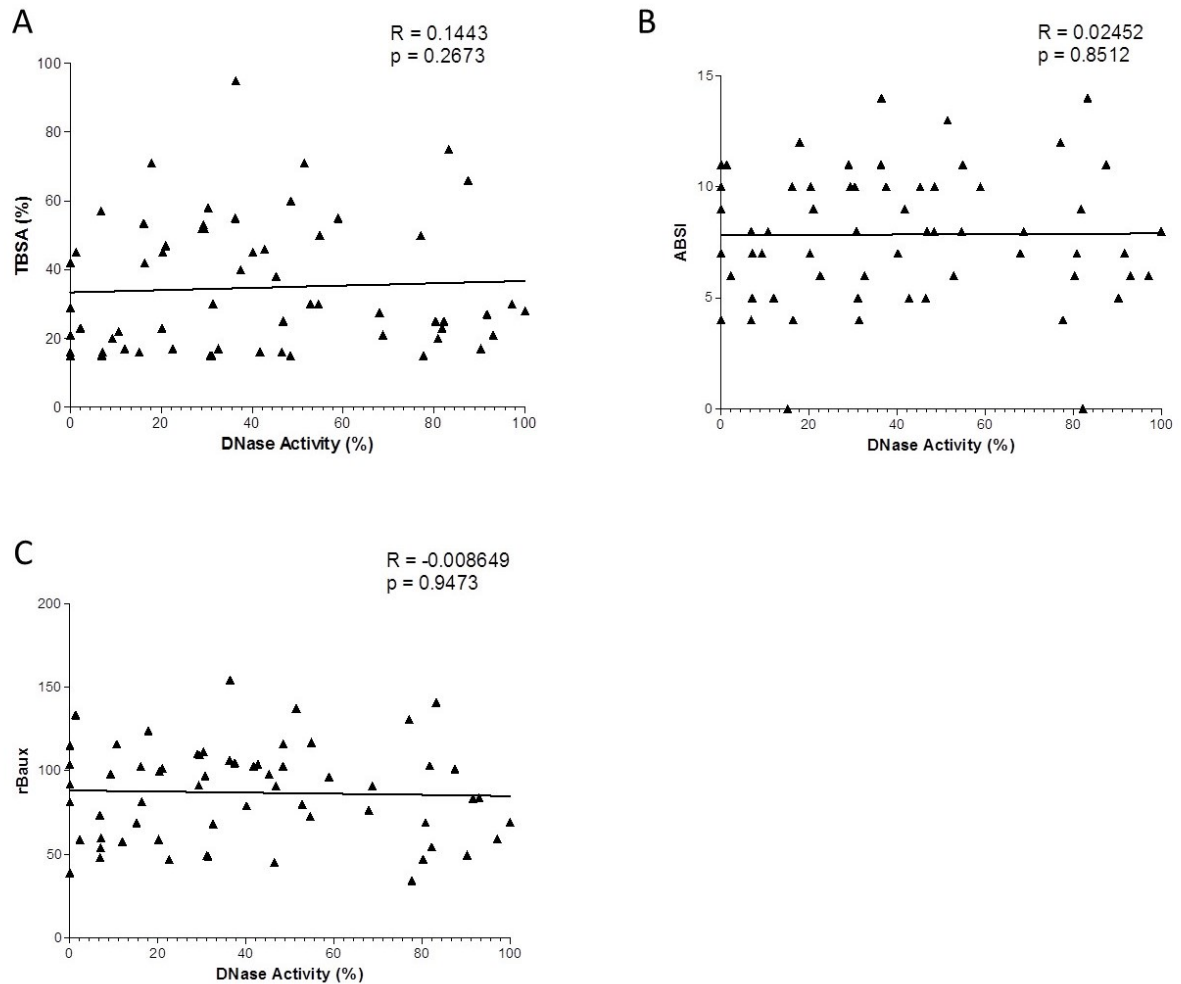 A
R = 0.1443
p = 0.2673
100
80
60
40
20
0
TBSA (%)
0 20 40 60 80 100
DNase Activity (%)
B
R = 0.02452
p = 0.8512
15
10
5
0
ABSI
0 20 40 60 80 100
DNase Activity (%)
C
R = -0.008649
p = 0.9473
200
150
100
50
0
rBaux
0 20 40 60 80 100
DNase Activity (%)